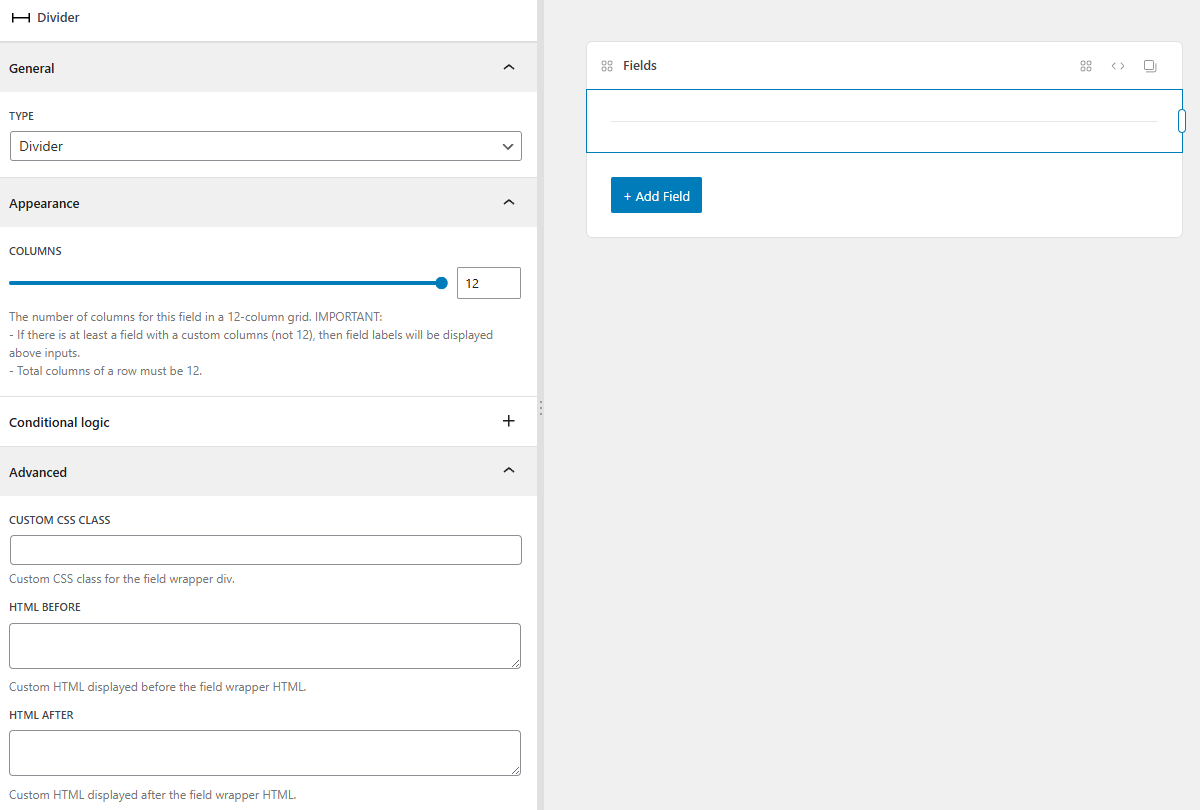 Divider
General
TYPE
Divider
Appearance
COLUMNS
12
The number of columns for this field in a 12-column grid. IMPORTANT:
- If there is at least a field with a custom columns (not 12), then field labels will be displayed
above inputs.
- Total columns of a row must be 12.
Conditional logic
Advanced
CUSTOM CSS CLASS
Custom CSS class for the field wrapper div.
HTML BEFORE
Custom HTML displayed before the field wrapper HTML.
HTML AFTER
Custom HTML displayed after the field wrapper HTML.
Fields
+ Add Field